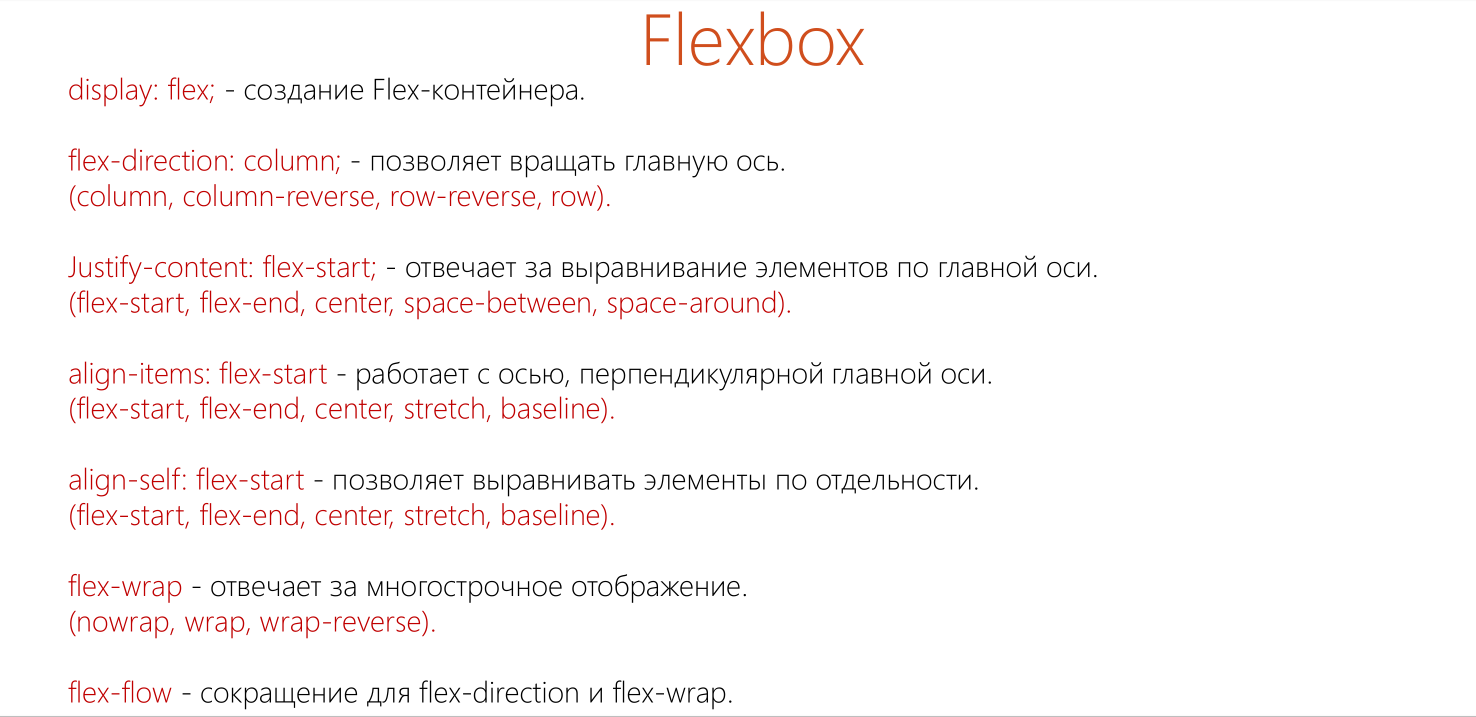 Flexbox
display: flex; - создание Flex-контейнера.
flex-direction: column; - позволяет вращать главную ось.
(column, column-reverse, row-reverse, row).
Justify-content: flex-start; - отвечает за выравнивание элементов по главной оси.
(flex-start, flex-end, center, space-between, space-around).
align-items: flex-start - работает с осью, перпендикулярной главной оси.
(flex-start, flex-end, center, stretch, baseline).
align-self: flex-start - позволяет выравнивать элементы по отдельности.
(flex-start, flex-end, center, stretch, baseline).
flex-wrap - отвечает за многострочное отображение.
(nowrap, wrap, wrap-reverse).
flex-flow - сокращение для flex-direction и flex-wrap.